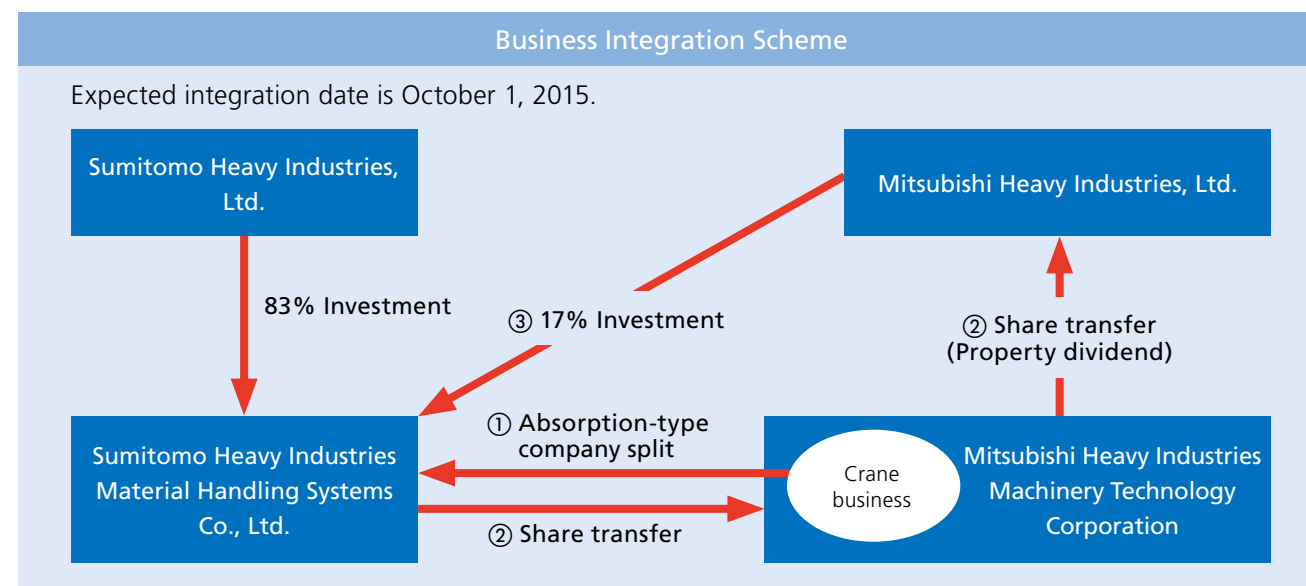 Business Integration Scheme
Expected integration date is October 1, 2015.
Sumitomo Heavy Industries,
Ltd.
Mitsubishi Heavy Industries, Ltd.
83% Investment
③ 17% Investment
② Share transfer
(Property dividend)
① Absorption-type
company split
Sumitomo Heavy Industries
Material Handling Systems
Co., Ltd.
Crane
business
Mitsubishi Heavy Industries
Machinery Technology
Corporation
② Share transfer